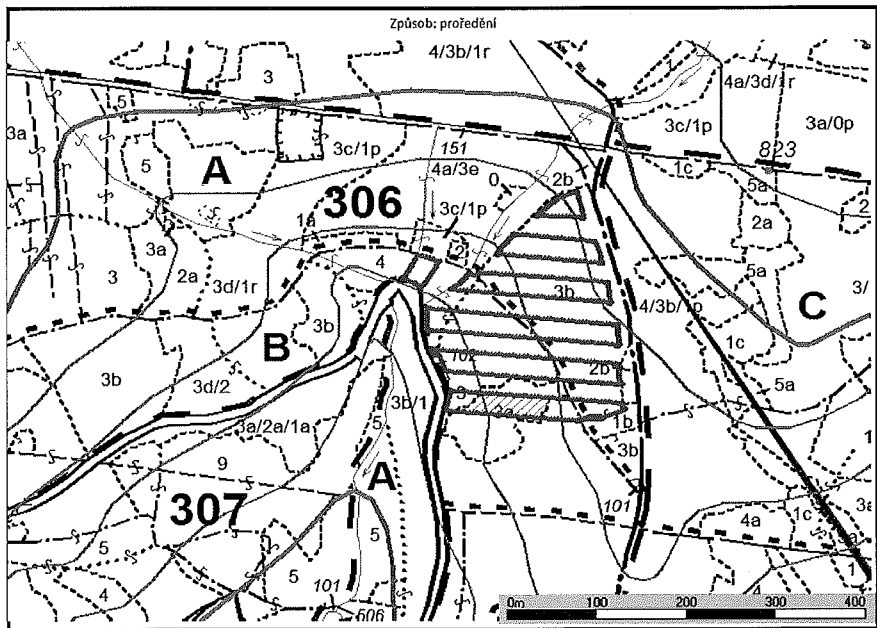 Způsob: proředění
4/3b/1r
3
1
4a/3d/1r
5
3a
3c/1p
3a/0p
3c/1p
151
823
5
A
4a/3e
1c
0
2b
5a
306
3c/1p
2
2a
1a
2
3a
4
5a
3
2a
3d/1r
3b
C
3/
3b
4/3b/1p
B
1c
3b
102
2b
3d/2
5a
3b/1
9
5
3a/2a/1a
1b
3b
9
A
101
307
4a
1c
3a
5
5
5
101
4
506
4
1
0m 100 200 300 400